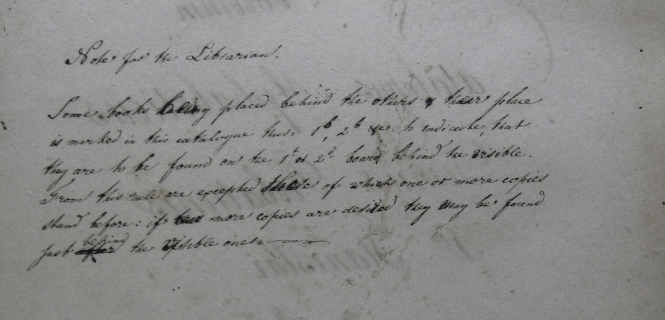 Note for the Librarian.
Some books being placed behind the others & their place
is marked in this catalogue thus: 1b, 2b &c. to indicate, that
they are to be found on the 1st or 2d board behind the visible.
From this rule are excepted those of which one or more copies
stand before: if two more copies are desired they may be found
just behind the visible ones.